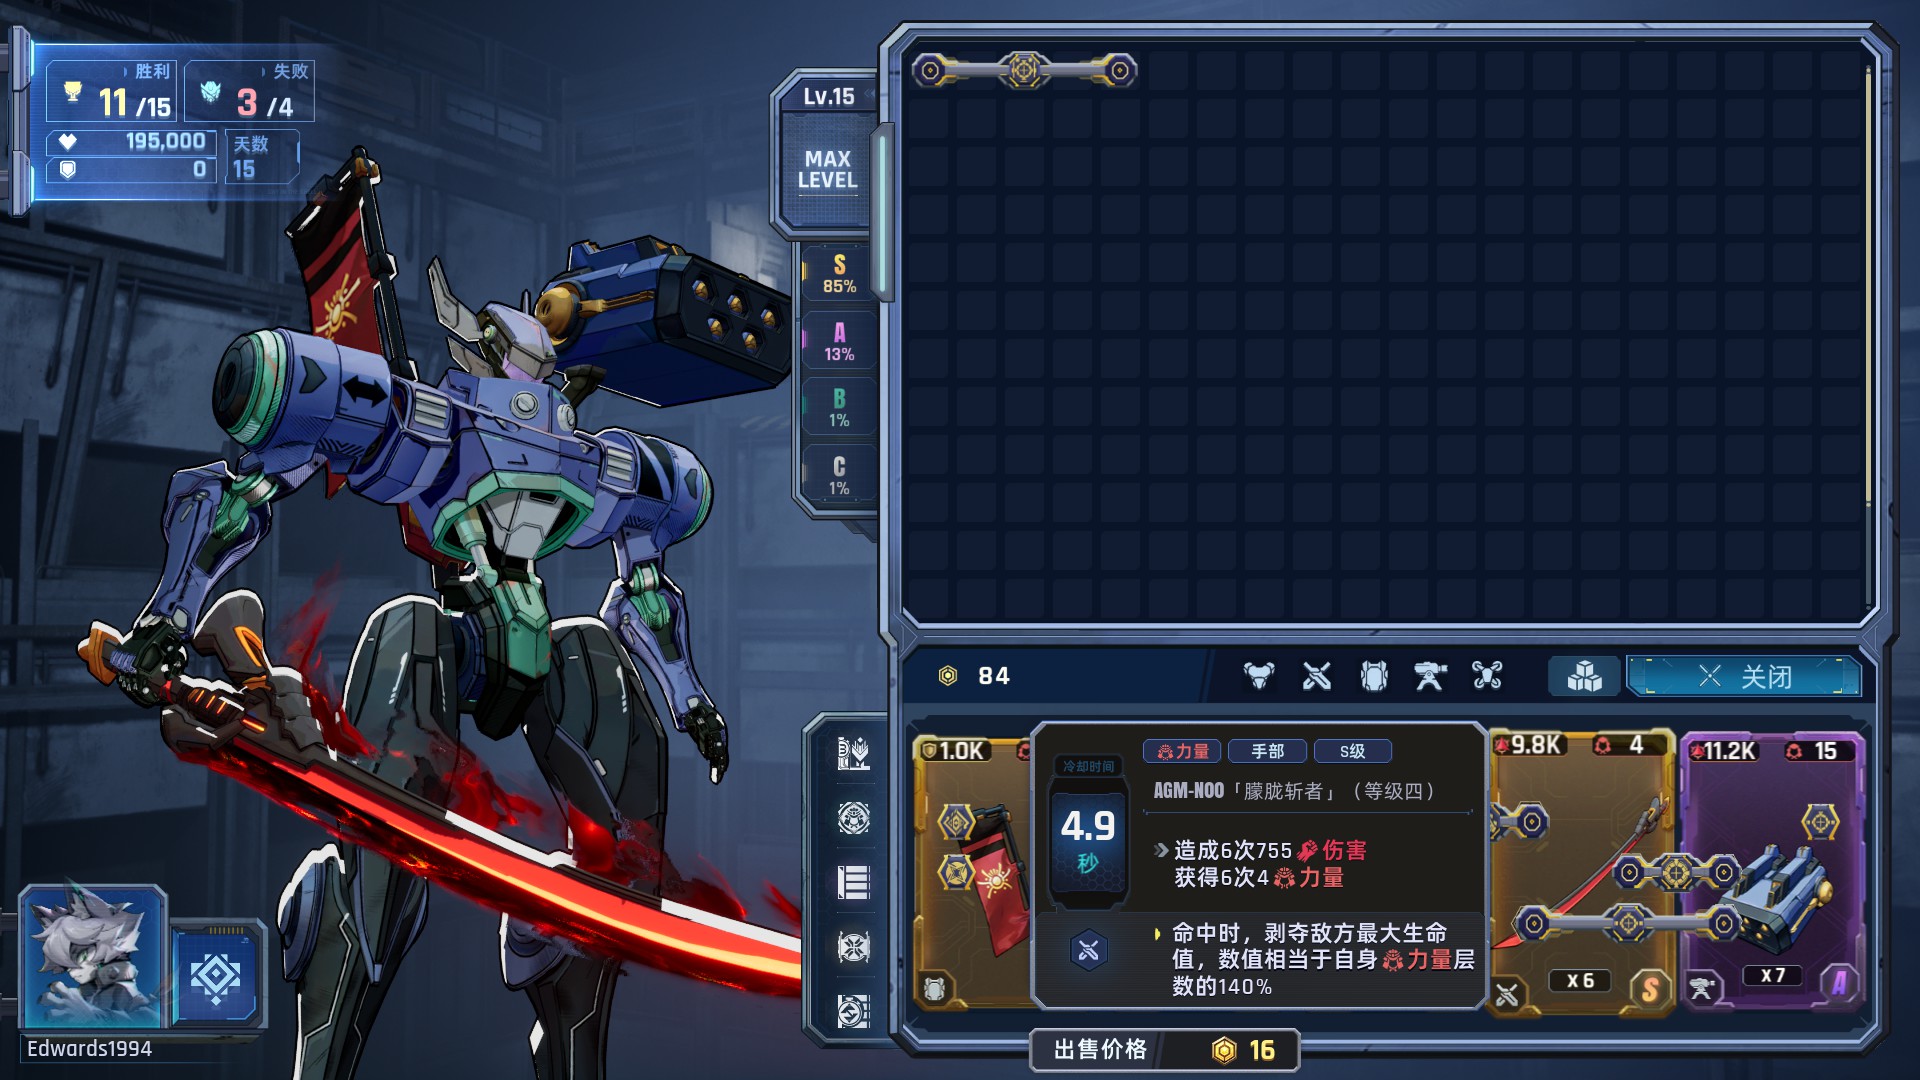 胜利
11 /15
失败
3 /4
195,000
0
天数
15
Lv.15
MAX
LEVEL
S
85%
A
13%
B
1%
C
1%
84
关闭
1.0K
冷却时间
4.9
秒
力量
手部
S级
AGM-N00「朦胧斩者」（等级四）
造成6次755伤害
获得6次4力量
命中时，剥夺敌方最大生命
值，数值相当于自身力量层
数的140%
9.8K
4
X 6
S
11.2K
15
X 7
A
出售价格
16
Edwards1994